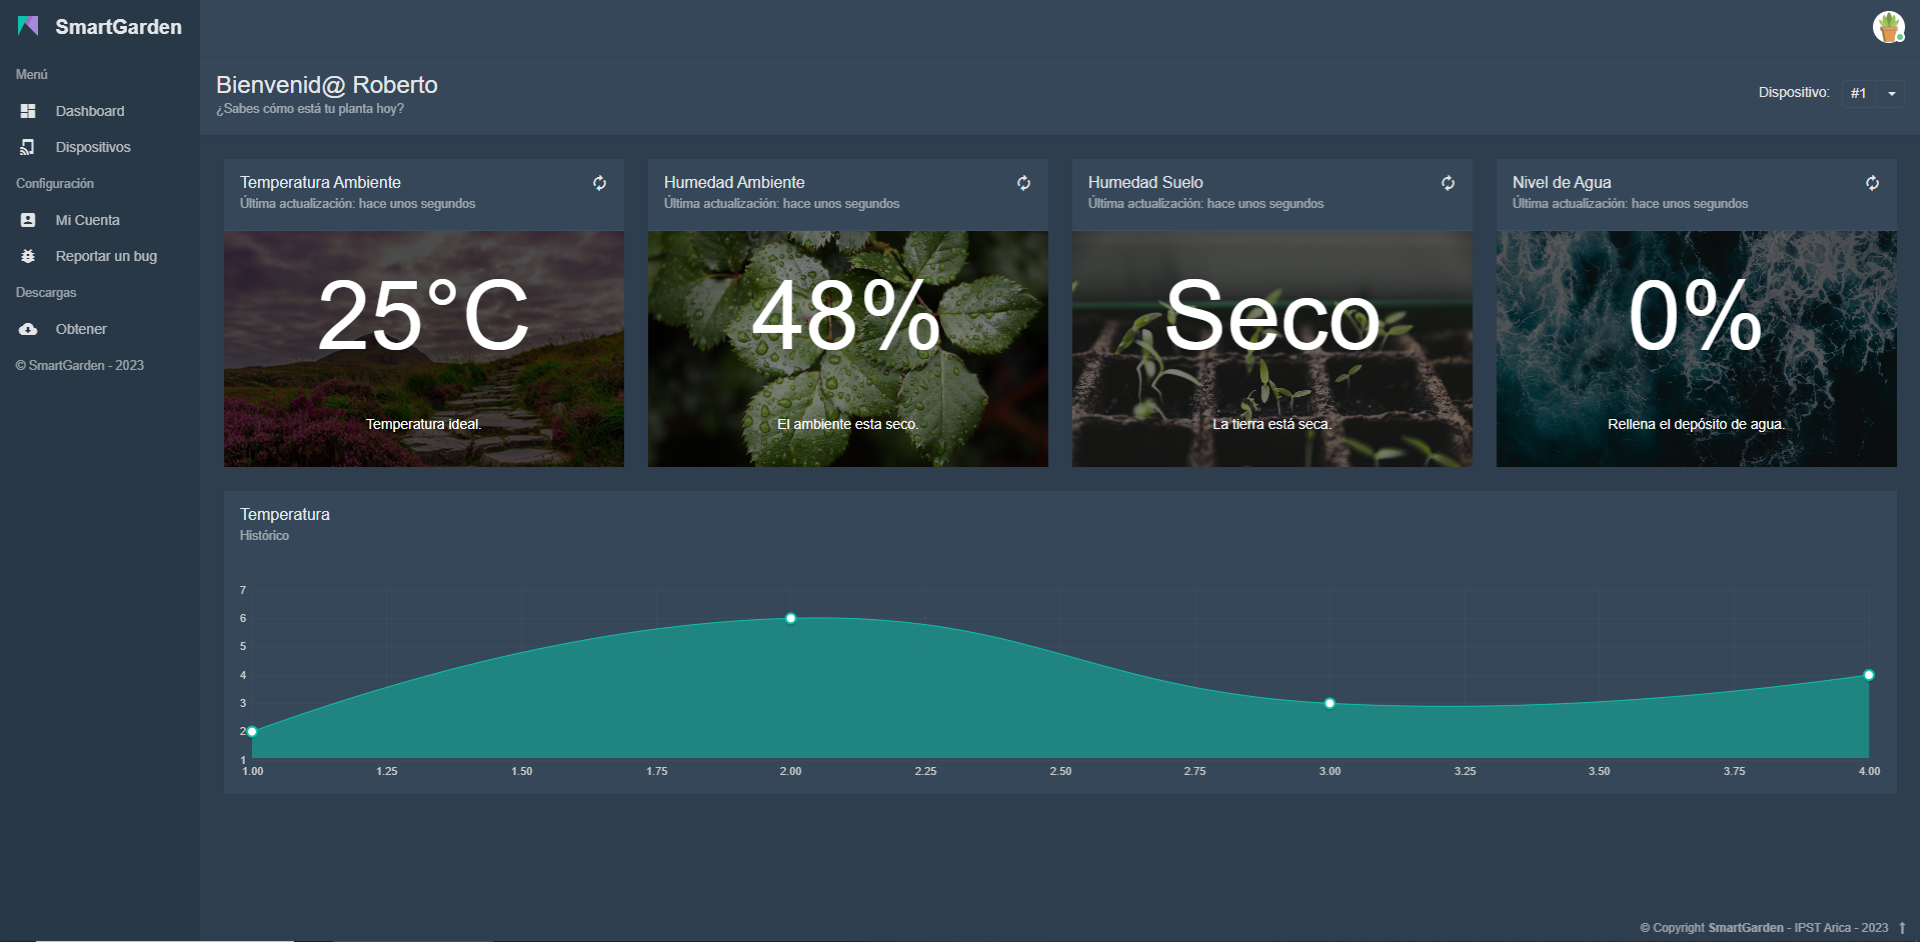 SmartGarden
Menú
Dashboard
Dispositivos
Configuración
Mi Cuenta
Reportar un bug
Descargas
Obtener
© SmartGarden - 2023
Bienvenid@ Roberto
¿Sabes cómo está tu planta hoy?
Dispositivo: #1
Temperatura Ambiente
Última actualización: hace unos segundos
25°C
Temperatura ideal.
Humedad Ambiente
Última actualización: hace unos segundos
48%
El ambiente esta seco.
Humedad Suelo
Última actualización: hace unos segundos
Seco
La tierra está seca.
Nivel de Agua
Última actualización: hace unos segundos
0%
Rellena el depósito de agua.
Temperatura
Histórico
7
6
5
4
3
2
1
1.00 1.25 1.50 1.75 2.00 2.25 2.50 2.75 3.00 3.25 3.50 3.75 4.00
© Copyright SmartGarden - IPST Arica - 2023